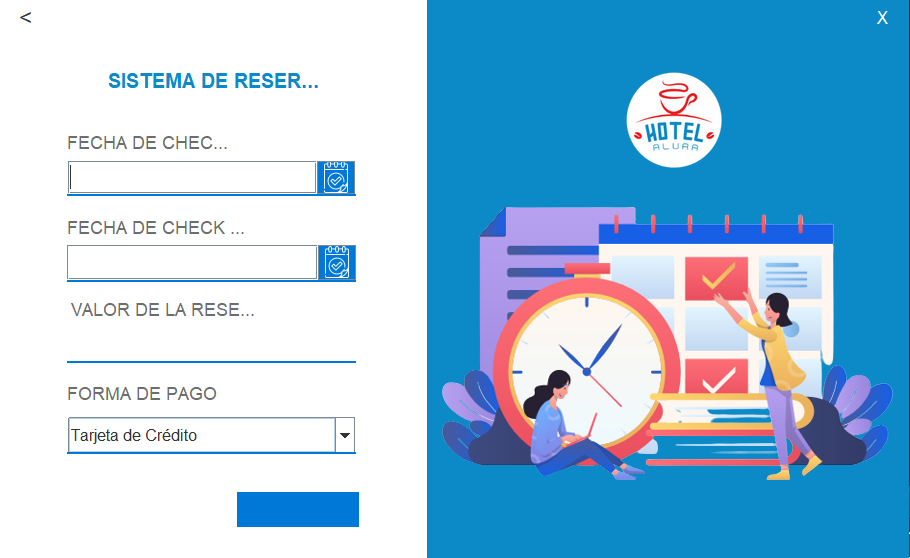 <
X
SISTEMA DE RESER...
FECHA DE CHEC...
FECHA DE CHECK ...
VALOR DE LA RESE...
FORMA DE PAGO
Tarjeta de Crédito
HOTEL
ALURA